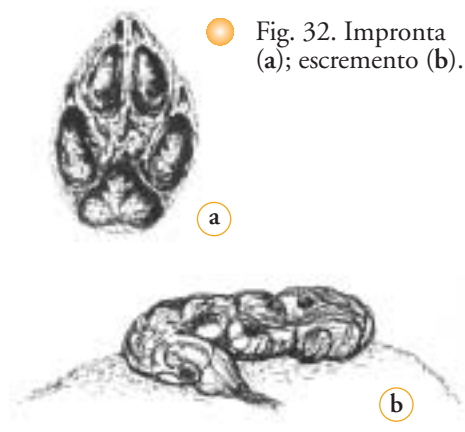 Fig. 32. Impronta
(a); escremento (b).
a
b